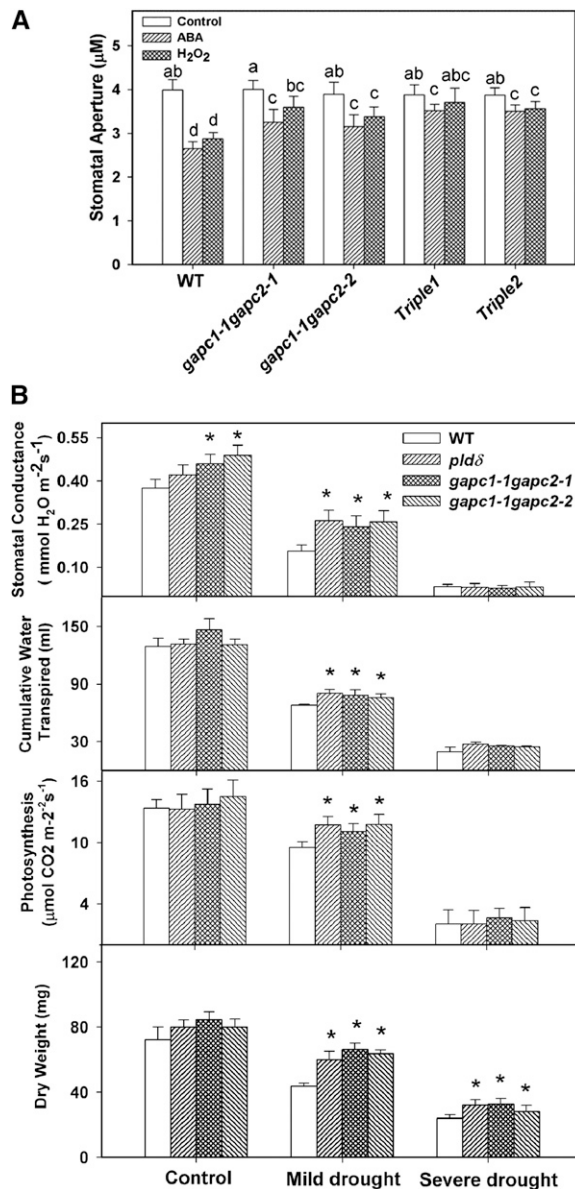 A
Control
ABA
H2O2
Stomatal Aperture (μM)
5
4
3
2
1
0
ab
d
d
a
c
bc
ab
c
c
ab
c
abc
ab
c
c
WT
gapc1-1gapc2-1
gapc1-1gapc2-2
Triple1
Triple2
B
WT
pldδ
gapc1-1gapc2-1
gapc1-1gapc2-2
Stomatal Conductance
( mmol H2O m-2s-1)
0.55
0.40
0.25
0.10
* *
* * *
Cumulative Water
Transpired (ml)
150
90
30
* * *
Photosynthesis
(μmol CO2 m-2-2s-1)
16
10
4
* * *
Dry Weight (mg)
120
80
40
0
* * *
* * *
Control
Mild drought
Severe drought